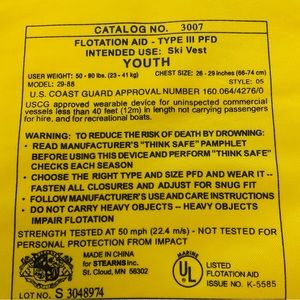 CATALOG NO. 3007
FLOTATION AID - TYPE III PFD
INTENDED USE: Ski Vest
YOUTH
USER WEIGHT: 50 - 80 lbs. (23 - 41 kg) CHEST SIZE: 26 - 29 inches (66-74 cm)
MODEL: 29-88 STYLE: 05
U.S. COAST GUARD APPROVAL NUMBER 160.064/4276/0
USCG approved wearable device for uninspected commercial
vessels less than 40 feet (12m) in length not carrying passengers
for hire, and for recreational boats.
WARNING: TO REDUCE THE RISK OF DEATH BY DROWNING:
• READ MANUFACTURER'S "THINK SAFE" PAMPHLET
BEFORE USING THIS DEVICE AND PERFORM "THINK SAFE"
CHECKS EACH SEASON
• CHOOSE THE RIGHT TYPE AND SIZE PFD AND WEAR IT --
FASTEN ALL CLOSURES AND ADJUST FOR SNUG FIT
• FOLLOW MANUFACTURER'S USE AND CARE INSTRUCTIONS
• DO NOT CARRY HEAVY OBJECTS -- HEAVY OBJECTS
IMPAIR FLOTATION
STRENGTH TESTED AT 50 mph (22.4 m/s) - NOT TESTED FOR
PERSONAL PROTECTION FROM IMPACT
MADE IN CHINA
for STEARNS Inc.
St. Cloud, MN 56302
LOT NO. S 3048974
MARINE
UL
LISTED
FLOTATION AID
ISSUE NO. K-5585